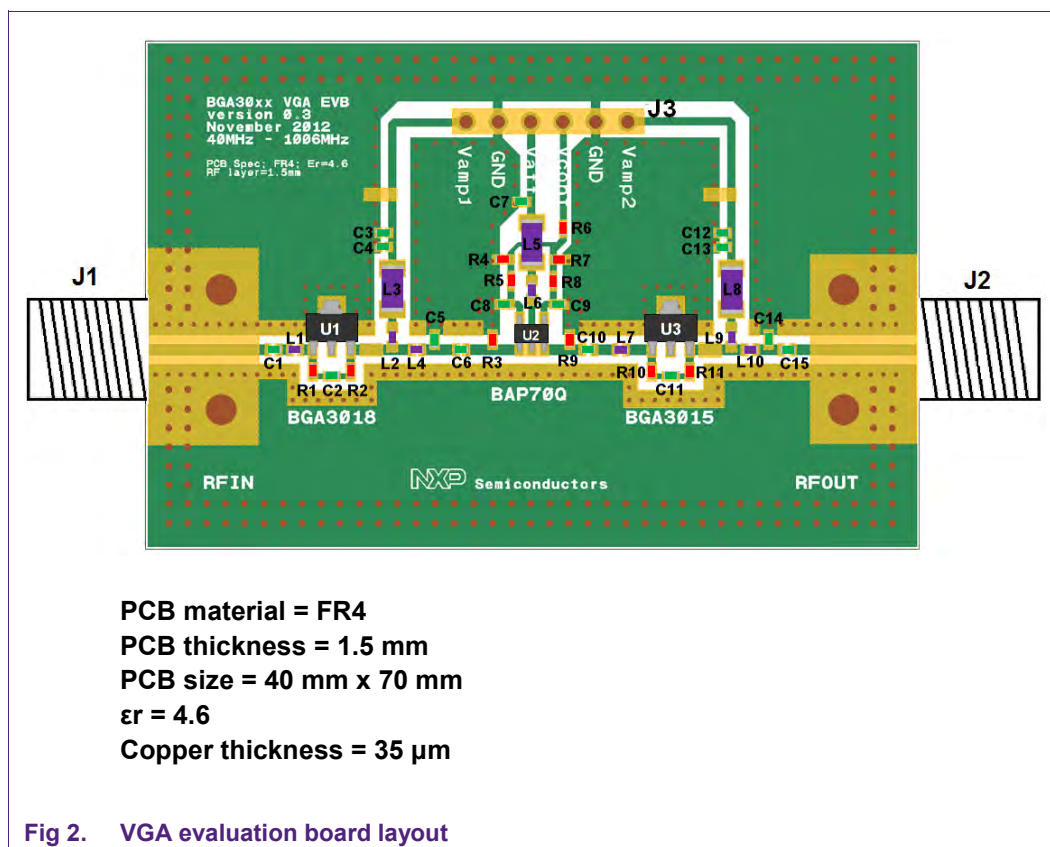 BGA30xx VGA EVB
version 0.3
November 2012
40MHz - 1006MHz
PCB Spec: FR4; Er=4.6
RF layer=1.5mm
J3
Vamp1
GND
Vatt
Vcont
GND
Vamp2
C7
R6
C3
C4
C12
C13
L5
R4
R7
J1
J2
L3
R5
R8
L8
L6
C8
C9
U1
C5
U2
U3
C14
L1
L9
C1
L2
L4
C6
R3
R9
C10
L7
L10
C15
R1
C2
R2
R10
C11
R11
BAP70Q
BGA3018
BGA3015
RFIN
NXP Semiconductors
RFOUT
PCB material = FR4
PCB thickness = 1.5 mm
PCB size = 40 mm x 70 mm
εr = 4.6
Copper thickness = 35 µm
Fig 2. VGA evaluation board layout